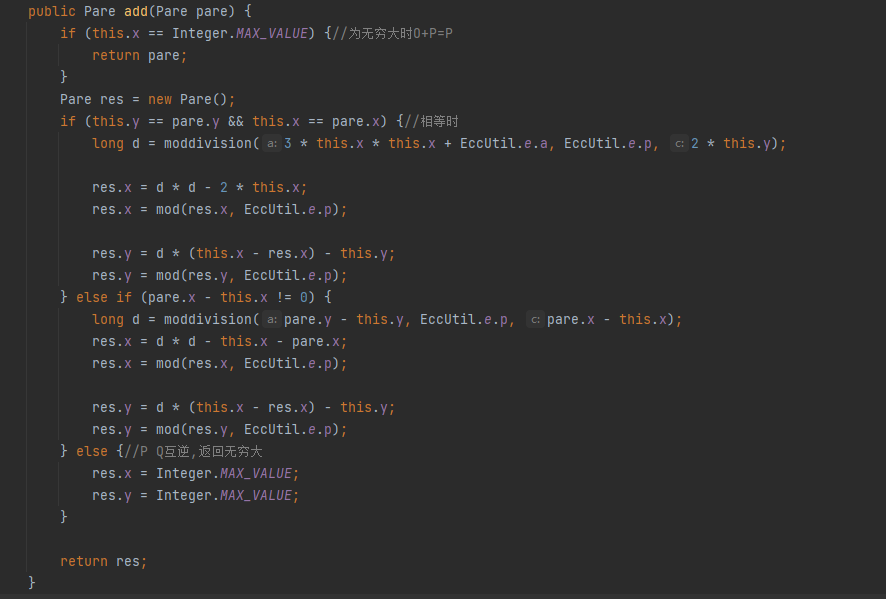 public Pare add(Pare pare) {
if (this.x == Integer.MAX_VALUE) {//为无穷大时O+P=P
return pare;
}
Pare res = new Pare();
if (this.y == pare.y && this.x == pare.x) {//相等时
long d = moddivision( a: 3 * this.x * this.x + EccUtil.e.a, EccUtil.e.p, c: 2 * this.y);
res.x = d * d - 2 * this.x;
res.x = mod(res.x, EccUtil.e.p);
res.y = d * (this.x - res.x) - this.y;
res.y = mod(res.y, EccUtil.e.p);
} else if (pare.x - this.x != 0) {
long d = moddivision( a: pare.y - this.y, EccUtil.e.p, c: pare.x - this.x);
res.x = d * d - this.x - pare.x;
res.x = mod(res.x, EccUtil.e.p);
res.y = d * (this.x - res.x) - this.y;
res.y = mod(res.y, EccUtil.e.p);
} else {//P Q互逆,返回无穷大
res.x = Integer.MAX_VALUE;
res.y = Integer.MAX_VALUE;
}
return res;
}